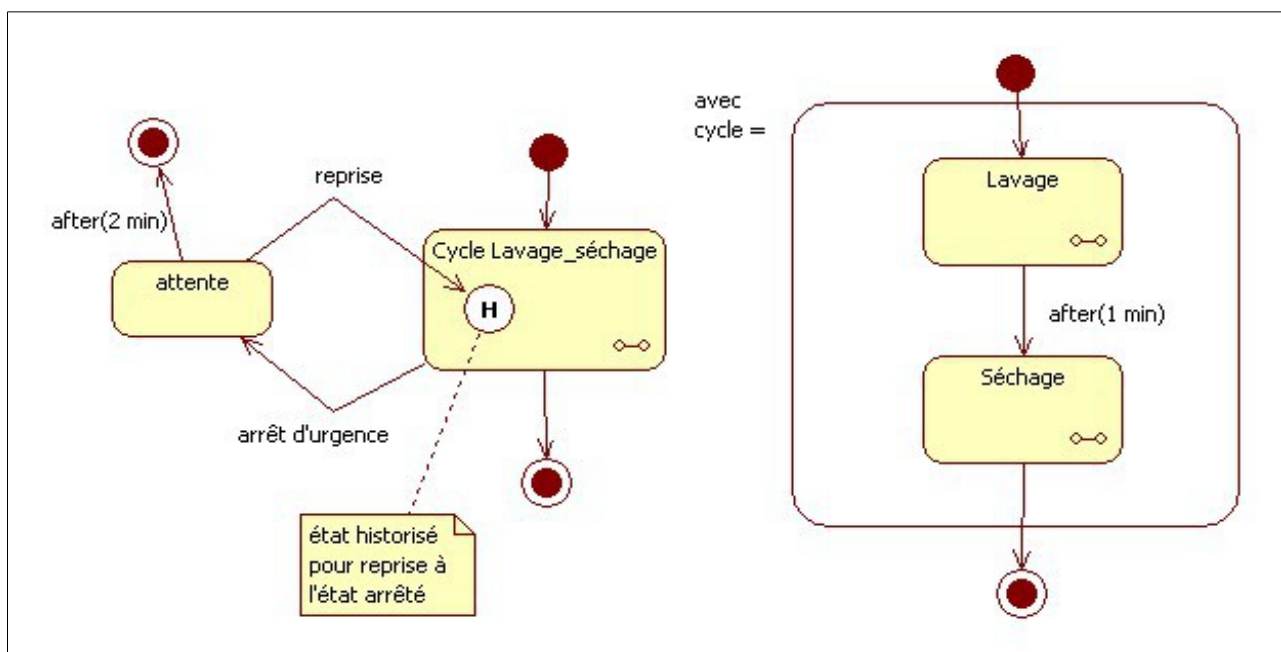 reprise
after(2 min)
attente
Cycle Lavage_séchage
H
arrêt d'urgence
état historisé
pour reprise à
l'état arrêté
avec
cycle =
Lavage
after(1 min)
Séchage